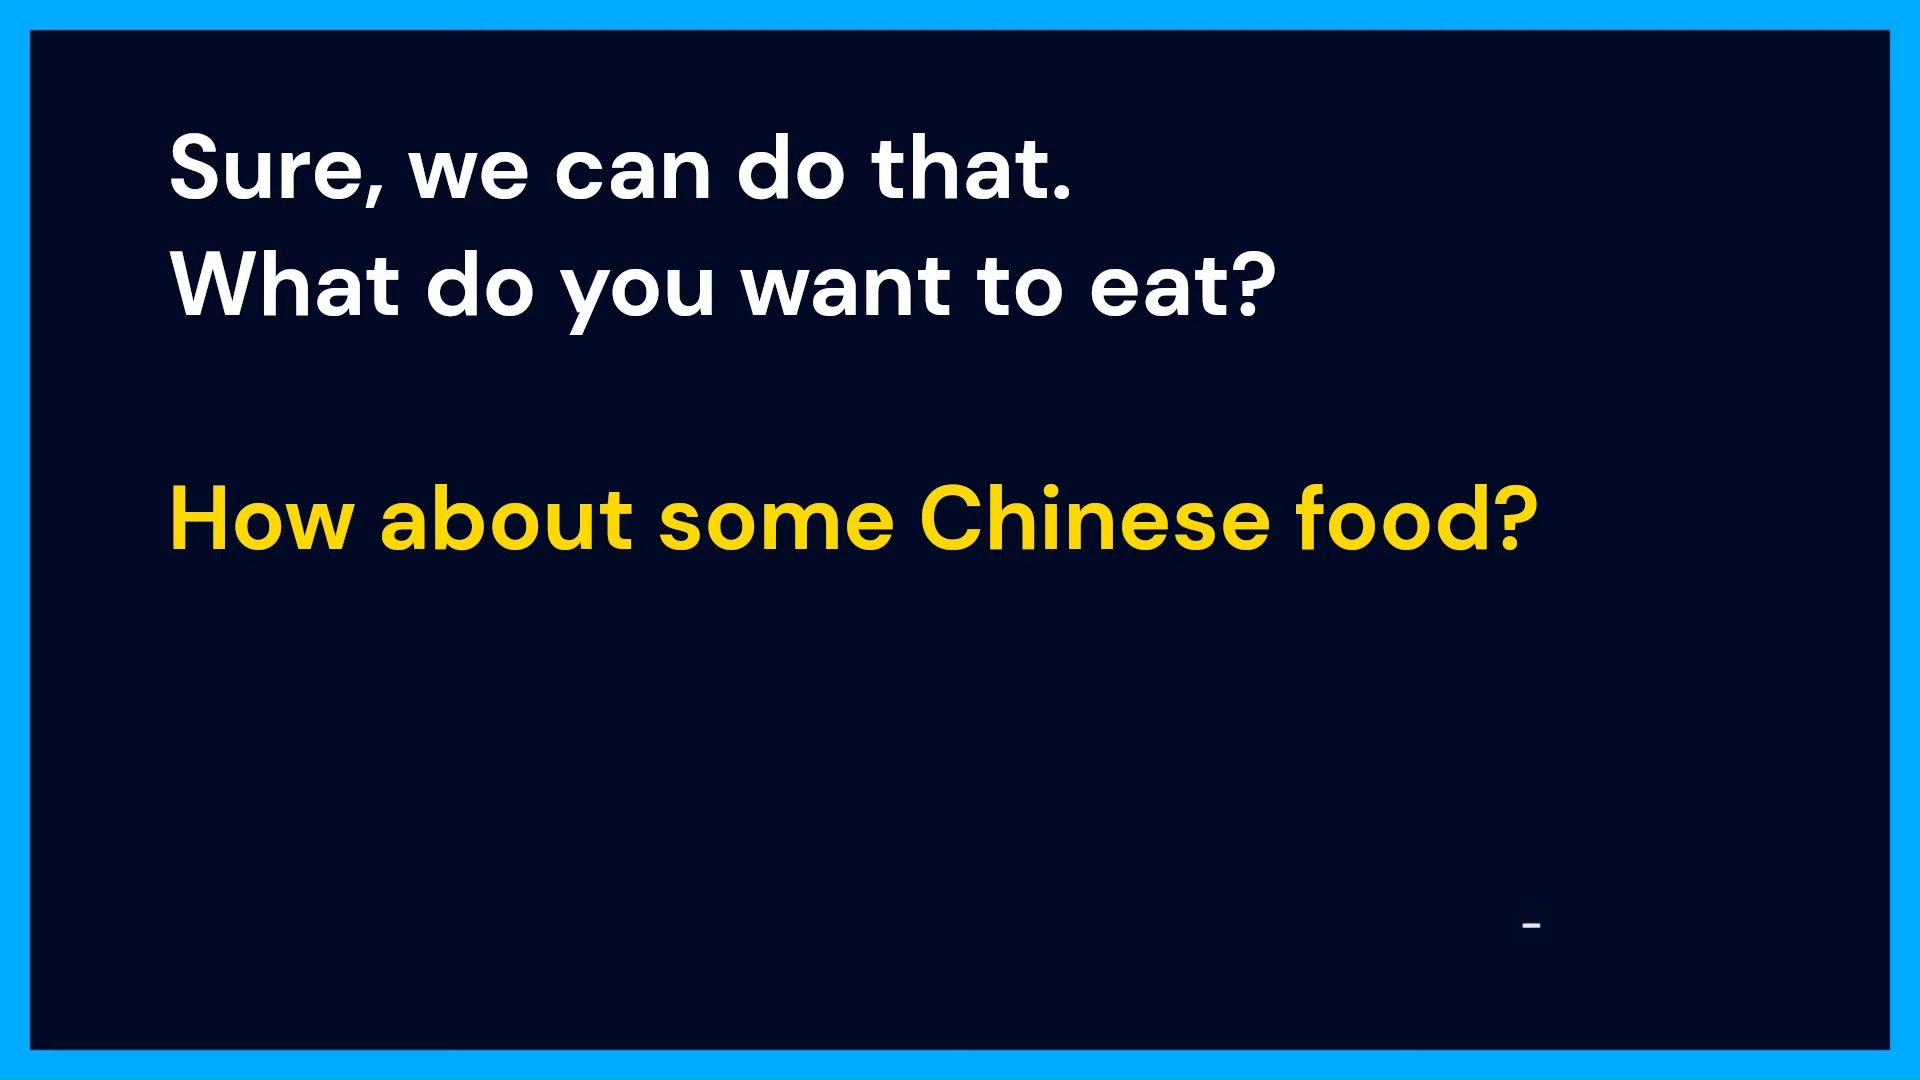 Sure, we can do that.
What do you want to eat?
How about some Chinese food?
-